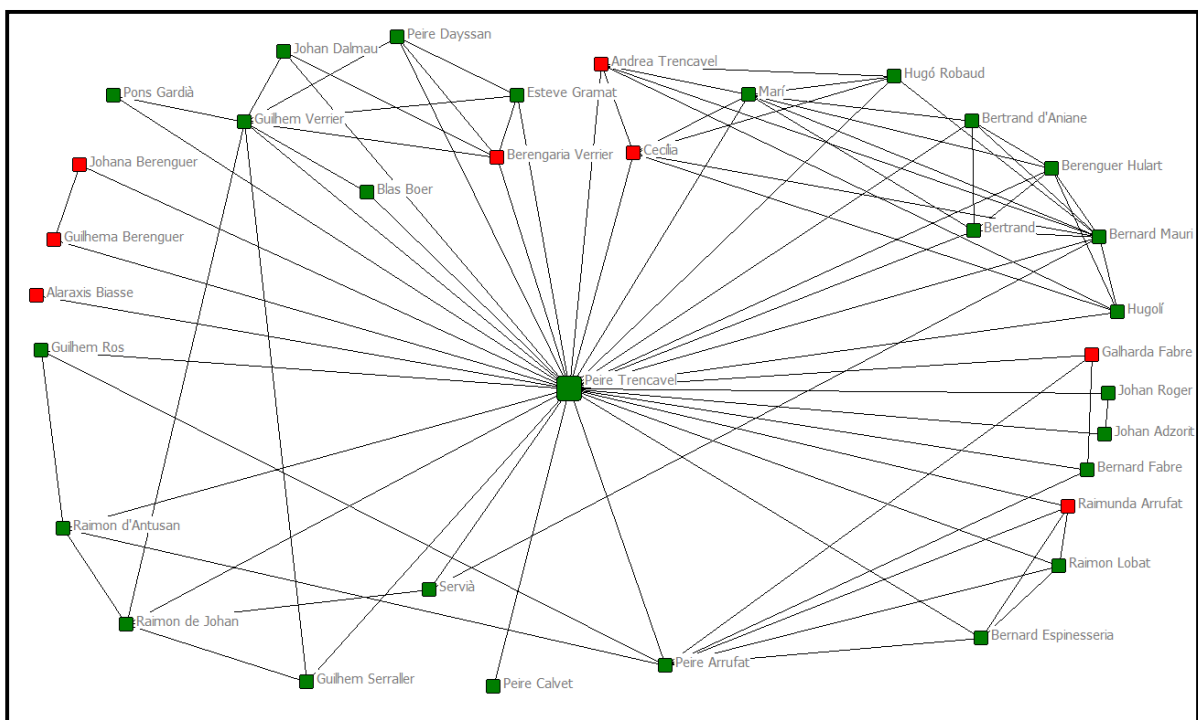 Peire Dayssan
Johan Dalmau
Andrea Trencavel
Hugó Robaud
Pons Gardià
Esteve Gramat
Marí
Guilhem Verrier
Bertrand d'Aniane
Johana Berenguer
Berengaria Verrier
Cecília
Berenguer Hulart
Blas Boer
Guilhema Berenguer
Bertrand
Bernard Mauri
Alaraxis Biasse
Hugolí
Guilhem Ros
Galharda Fabre
Peire Trencavel
Johan Roger
Johan Adzorit
Bernard Fabre
Raimunda Arrufat
Raimon d'Antusan
Raimon Lobat
Servià
Raimon de Johan
Bernard Espinesseria
Peire Arrufat
Guilhem Serraller
Peire Calvet